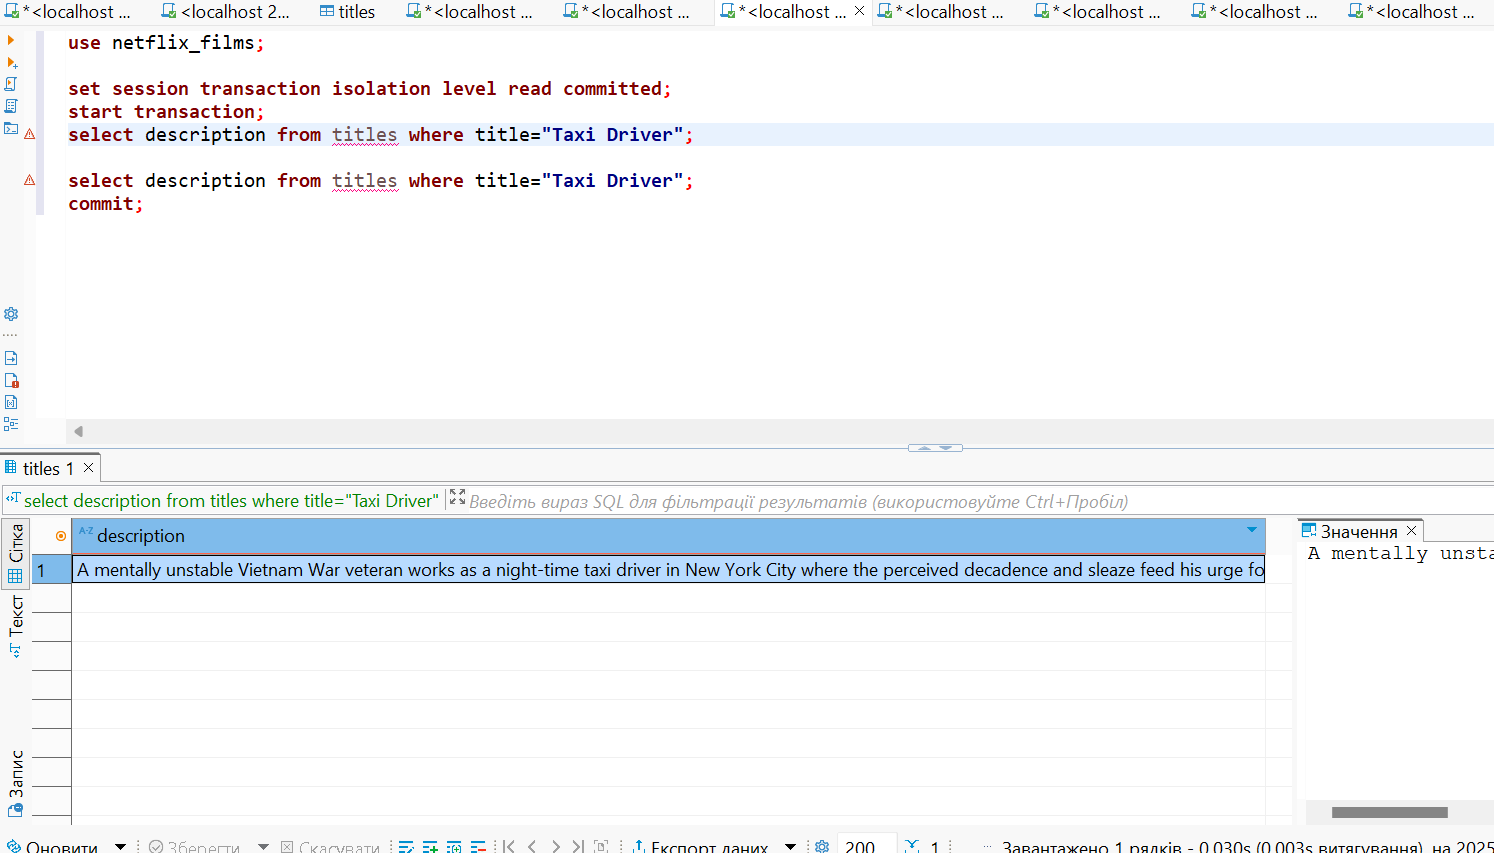 *<localhost ...
<localhost 2...
titles
*<localhost ...
*<localhost ...
*<localhost ...
*<localhost ...
*<localhost ...
*<localhost ...
*<localhost ...
use netflix_films;
set session transaction isolation level read committed;
start transaction;
select description from titles where title="Taxi Driver";
select description from titles where title="Taxi Driver";
commit;
titles 1
select description from titles where title="Taxi Driver"
Введіть вираз SQL для фільтрації результатів (використовуйте Ctrl+Пробіл)
Сітка
Текст
Запис
A-Z description
1
A mentally unstable Vietnam War veteran works as a night-time taxi driver in New York City where the perceived decadence and sleaze feed his urge fo
Значення
A mentally unsta
Оновити
Зберегти
Скасувати
Експорт даних
200
1
Завантажено 1 рядків - 0.030s (0.003s витягування), на 2025